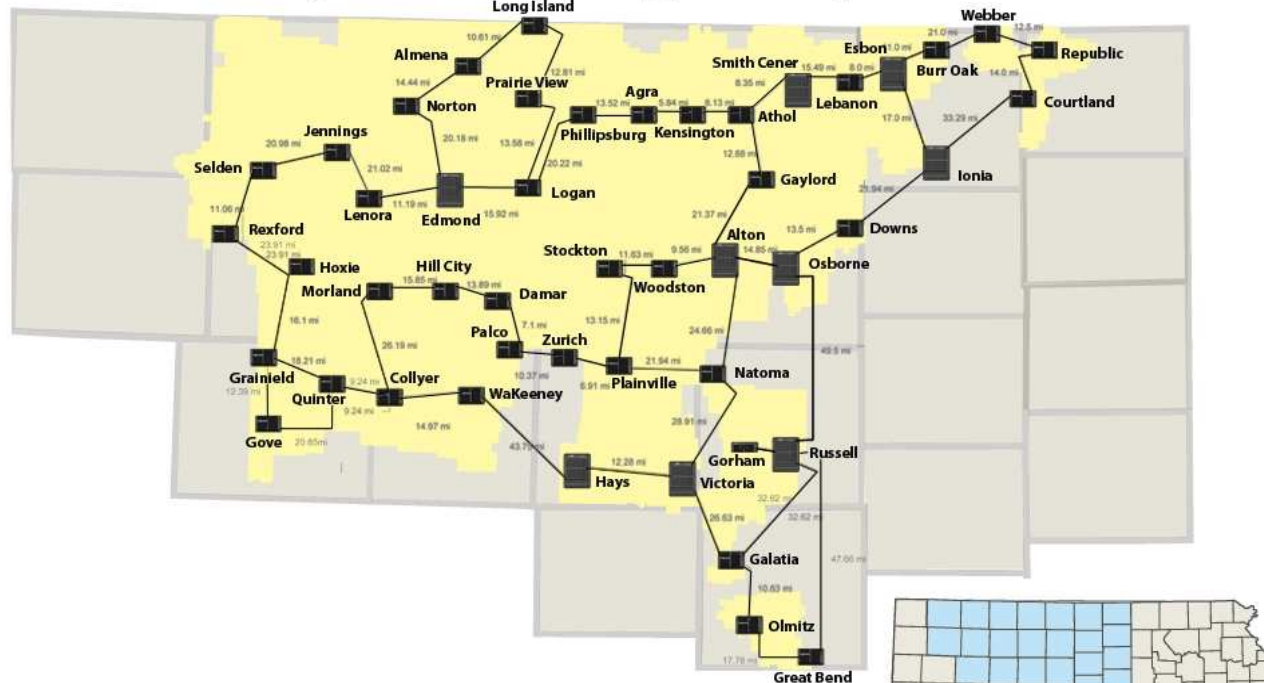 Long Island
Webber
10.61 mi
21.0 mi
12.5 mi
Almena
Esbon
Republic
Burr Oak
12.81 mi
Smith Cener
15.49 mi
8.0 mi
14.0 mi
14.44 mi
Prairie View
8.35 mi
Lebanon
Norton
Agra
13.52 mi
5.84 mi
8.13 mi
Courtland
Phillipsburg
Kensington
Athol
17.0 mi
33.29 mi
Jennings
20.18 mi
13.58 mi
20.98 mi
21.02 mi
20.22 mi
12.88 mi
Selden
Gaylord
Ionia
Logan
21.94 mi
Lenora
11.19 mi
Edmond
15.92 mi
21.37 mi
11.06 mi
Rexford
13.5 mi
Downs
23.91 mi
23.91 mi
Alton
Stockton
11.63 mi
9.56 mi
14.85 mi
Hoxie
Hill City
Osborne
Woodston
Morland
15.85 mi
13.89 mi
Damar
16.1 mi
13.15 mi
24.66 mi
7.1 mi
Palco
Zurich
49.5 mi
26.19 mi
18.21 mi
21.94 mi
Natoma
Grainield
10.37 mi
9.24 mi
Collyer
6.91 mi
Plainville
12.39 mi
Quinter
WaKeeney
9.24 mi
14.97 mi
28.91 mi
Gove
20.85mi
Gorham
Russell
12.28 mi
Hays
Victoria
32.62 mi
32.62 mi
26.63 mi
Galatia
47.66 mi
10.63 mi
Olmitz
17.78 mi
Great Bend